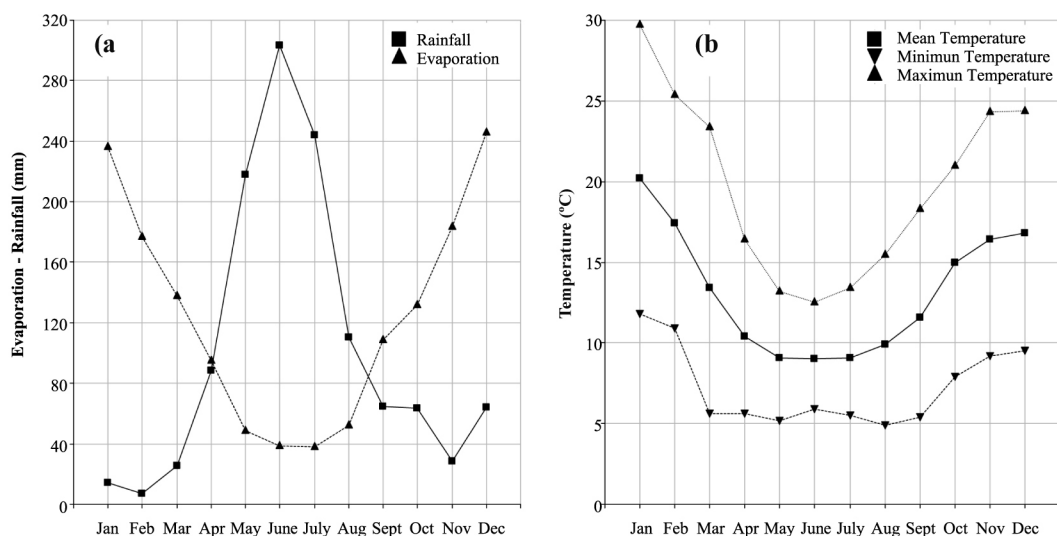 (a
Rainfall
Evaporation
Evaporation - Rainfall (mm)
320
280
240
200
160
120
80
40
0
Jan Feb Mar Apr May June July Aug Sept Oct Nov Dec
(b)
Mean Temperature
Minimun Temperature
Maximun Temperature
Temperature (ºC)
30
25
20
15
10
5
0
Jan Feb Mar Apr May June July Aug Sept Oct Nov Dec